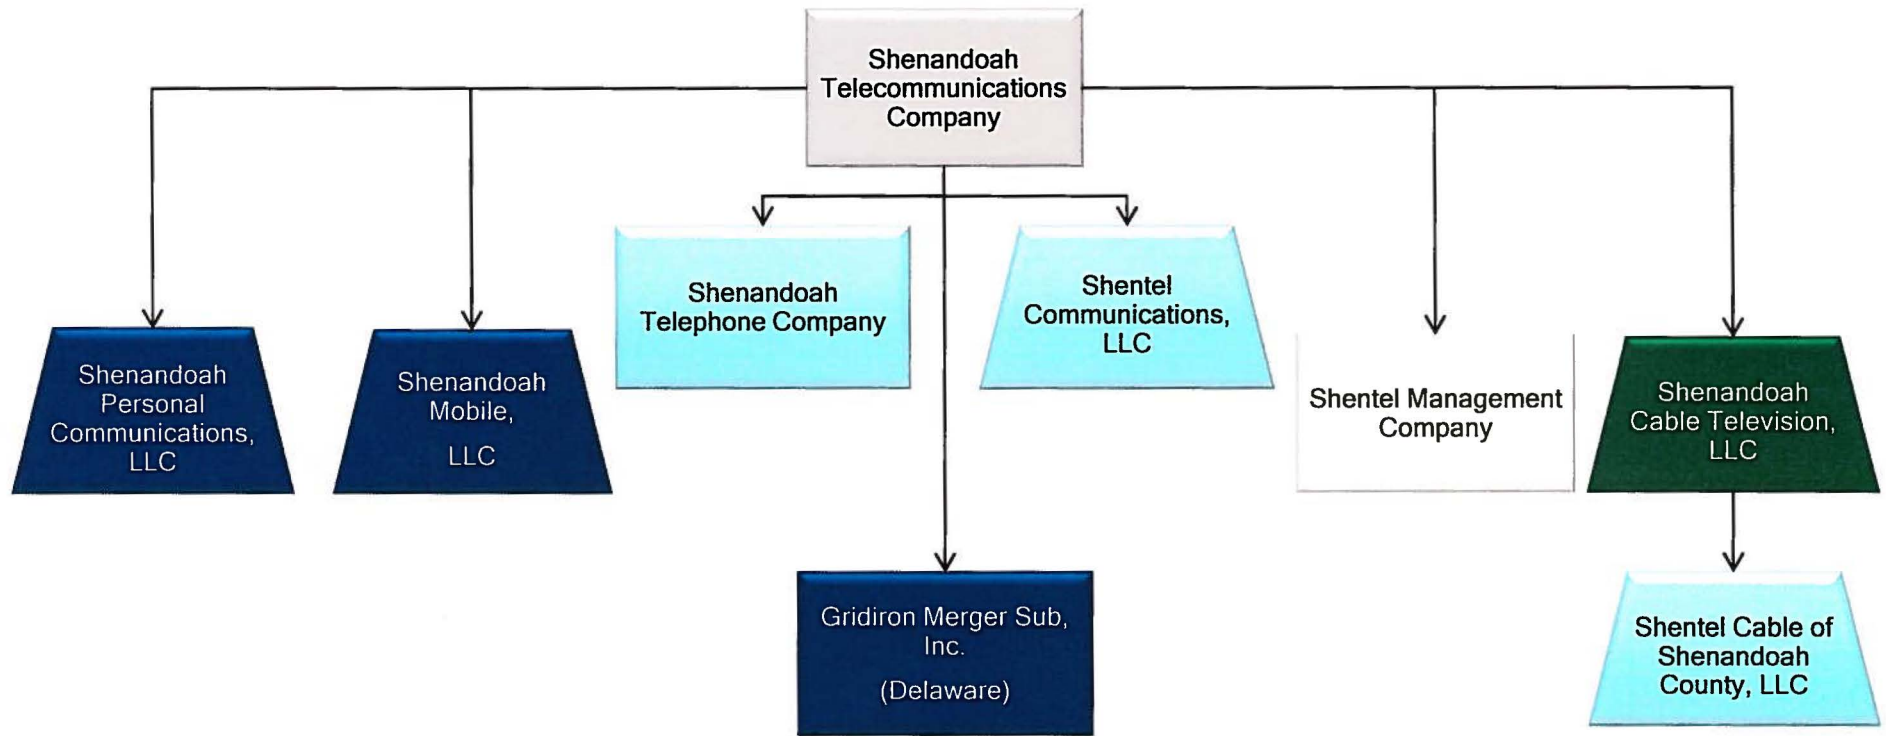 Shenandoah
Telecommunications
Company
Shenandoah
Personal
Communications,
LLC
Shenandoah
Mobile,
LLC
Shenandoah
Telephone Company
Shentel
Communications,
LLC
Shentel Management
Company
Shenandoah
Cable Television,
LLC
Gridiron Merger Sub,
Inc.
(Delaware)
Shentel Cable of
Shenandoah
County, LLC